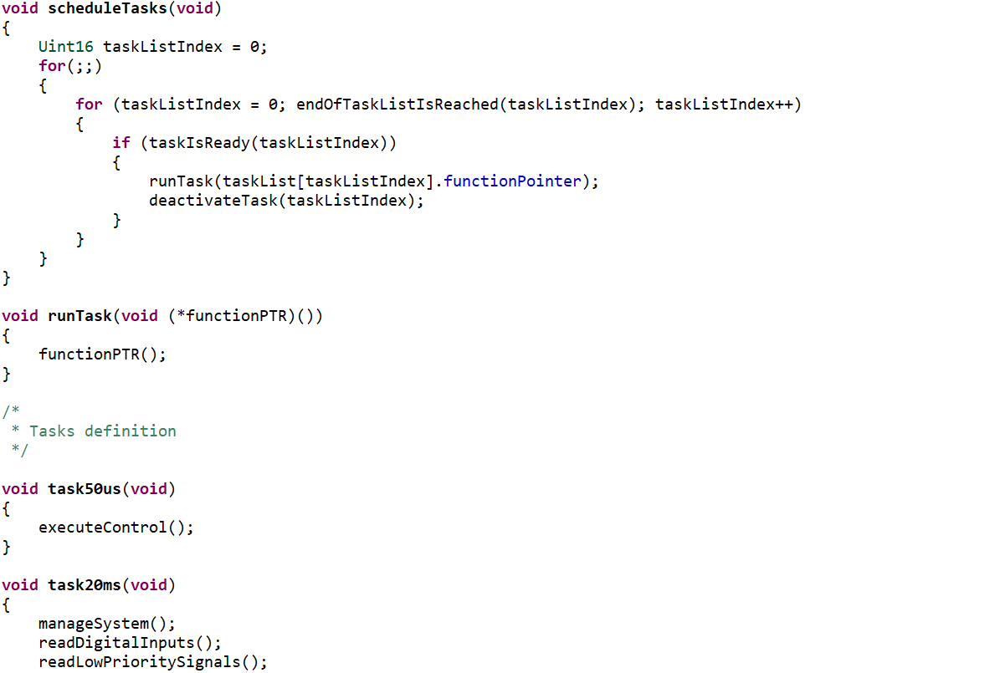 void scheduleTasks(void)
{
    Uint16 taskListIndex = 0;
    for(;;)
    {
        for (taskListIndex = 0; endOfTaskListIsReached(taskListIndex); taskListIndex++)
        {
            if (taskIsReady(taskListIndex))
            {
                runTask(taskList[taskListIndex].functionPointer);
                deactivateTask(taskListIndex);
            }
        }
    }
}

void runTask(void (*functionPTR)())
{
    functionPTR();
}

/*
 * Tasks definition
 */

void task50us(void)
{
    executeControl();
}

void task20ms(void)
{
    manageSystem();
    readDigitalInputs();
    readLowPrioritySignals();